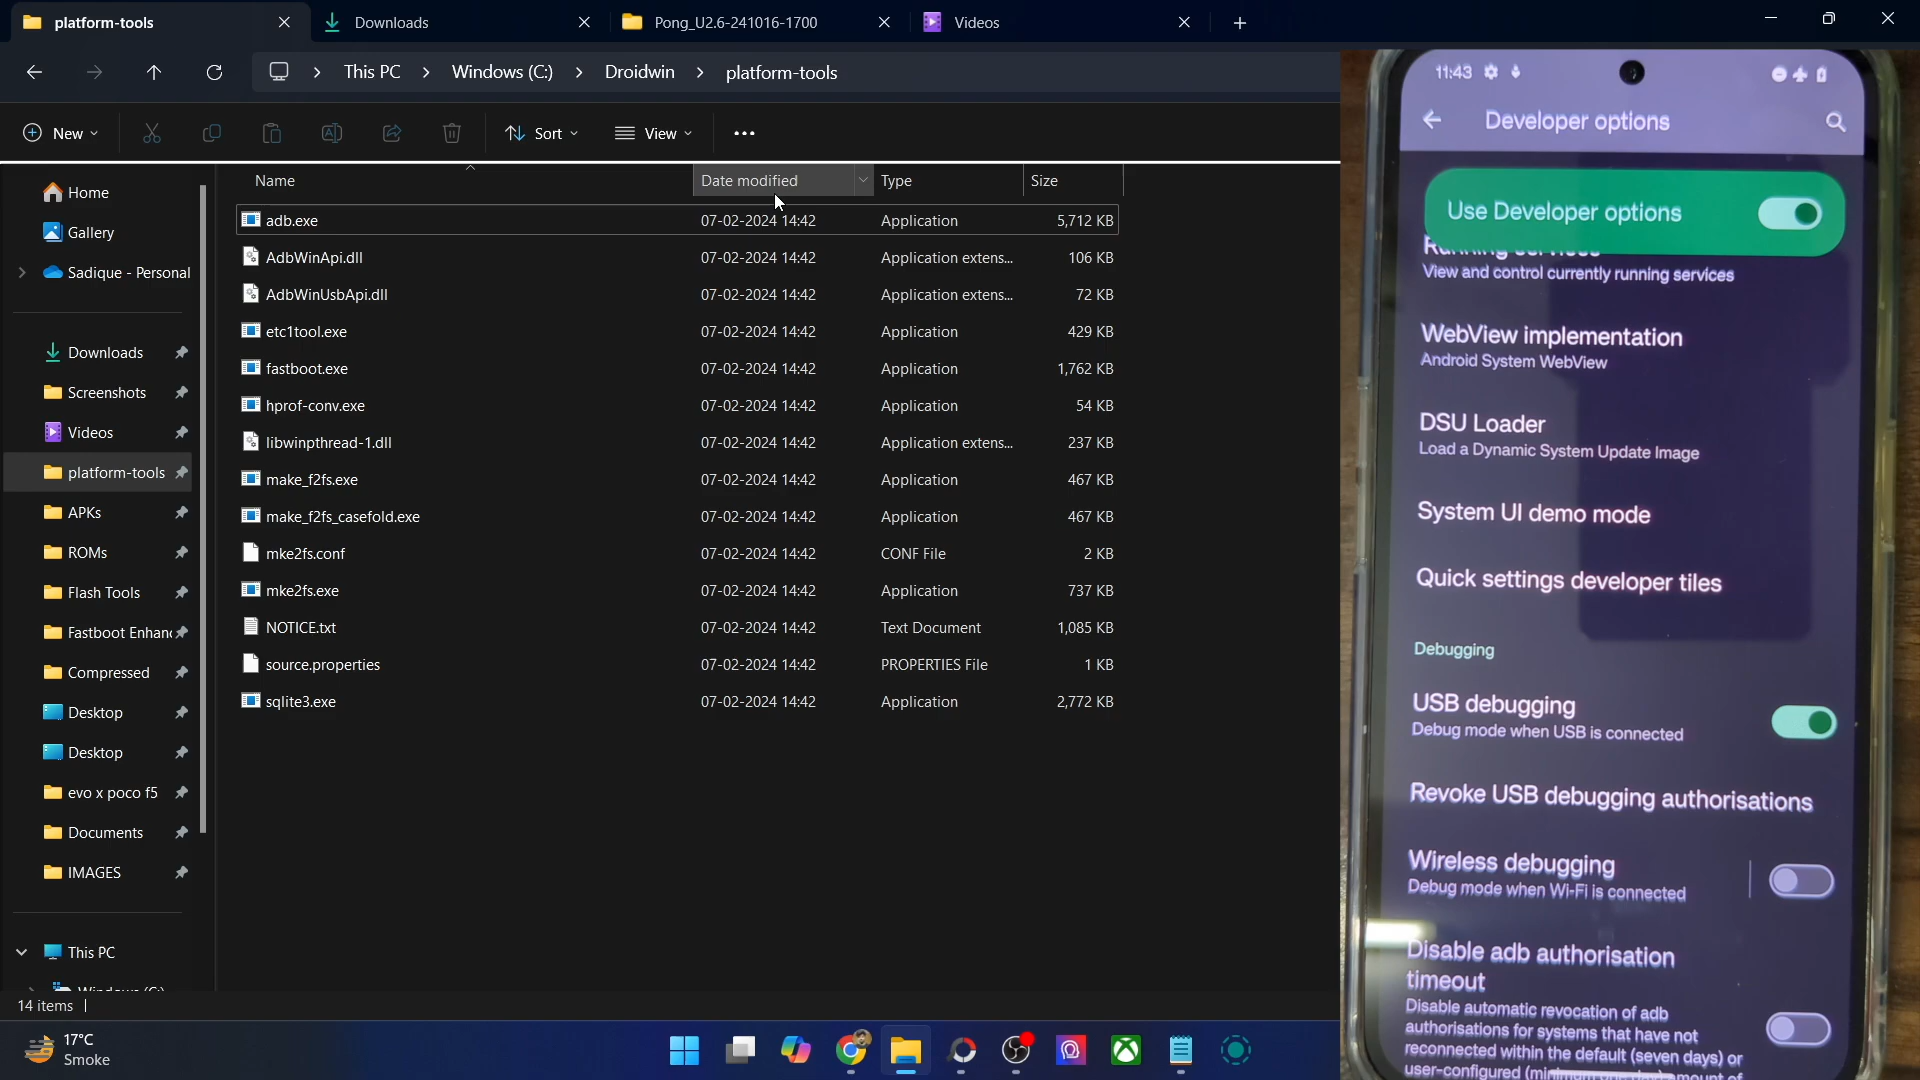 platform-tools
Downloads
Pong_U2.6-241016-1700
Videos
This PC
Windows (C:)
Droidwin
platform-tools
New
Sort
View
Name
Date modified
Type
Size
adb.exe 07-02-2024 14:42 Application 5,712 KB
AdbWinApi.dll 07-02-2024 14:42 Application extens... 106 KB
AdbWinUsbApi.dll 07-02-2024 14:42 Application extens... 72 KB
etc1tool.exe 07-02-2024 14:42 Application 429 KB
fastboot.exe 07-02-2024 14:42 Application 1,762 KB
hprof-conv.exe 07-02-2024 14:42 Application 54 KB
libwinpthread-1.dll 07-02-2024 14:42 Application extens... 237 KB
make_f2fs.exe 07-02-2024 14:42 Application 467 KB
make_f2fs_casefold.exe 07-02-2024 14:42 Application 467 KB
mke2fs.conf 07-02-2024 14:42 CONF File 2 KB
mke2fs.exe 07-02-2024 14:42 Application 737 KB
NOTICE.txt 07-02-2024 14:42 Text Document 1,085 KB
source.properties 07-02-2024 14:42 PROPERTIES File 1 KB
sqlite3.exe 07-02-2024 14:42 Application 2,772 KB
Home
Gallery
Sadique - Personal
Downloads
Screenshots
Videos
platform-tools
APKs
ROMs
Flash Tools
Fastboot Enhanc
Compressed
Desktop
Desktop
evo x poco f5
Documents
IMAGES
This PC
Windows (C:)
14 items
17°C
Smoke
11:43
Developer options
Use Developer options
Running services
View and control currently running services
WebView implementation
Android System WebView
DSU Loader
Load a Dynamic System Update Image
System UI demo mode
Quick settings developer tiles
Debugging
USB debugging
Debug mode when USB is connected
Revoke USB debugging authorisations
Wireless debugging
Debug mode when Wi-Fi is connected
Disable adb authorisation
timeout
Disable automatic revocation of adb
authorisations for systems that have not
reconnected within the default (seven days) or
user-configured